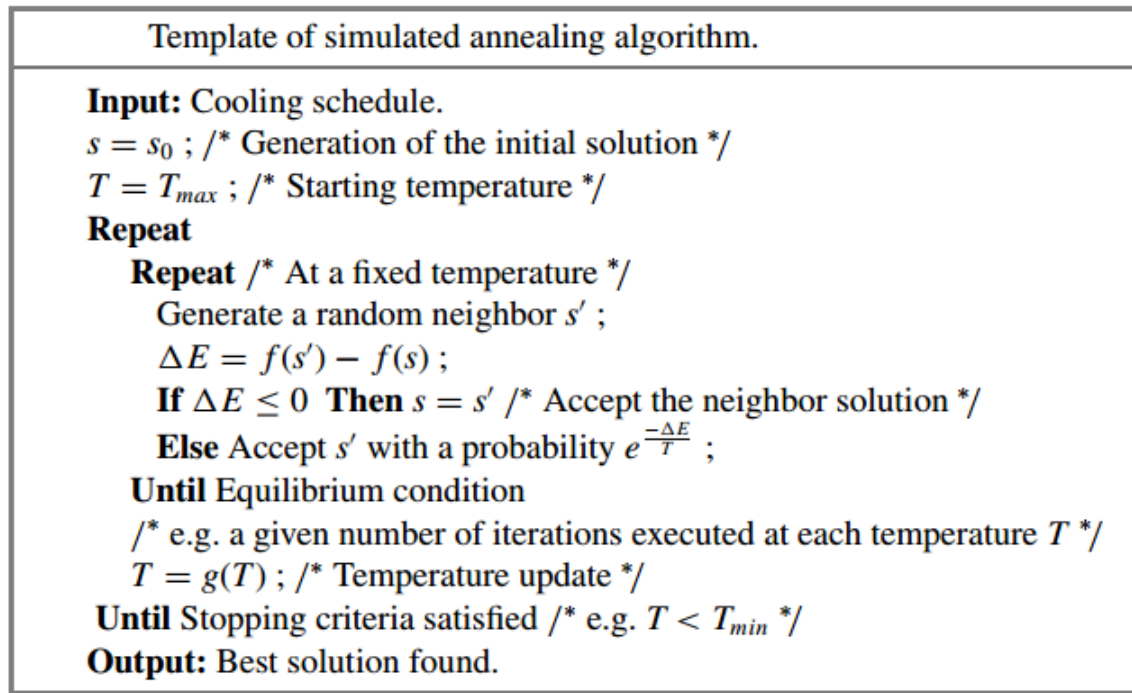 Template of simulated annealing algorithm.
Input: Cooling schedule.
s = s₀ ; /* Generation of the initial solution */
T = Tₘₐₓ ; /* Starting temperature */
Repeat
Repeat /* At a fixed temperature */
Generate a random neighbor s′ ;
ΔE = f(s′) − f(s) ;
If ΔE ≤ 0 Then s = s′ /* Accept the neighbor solution */
Else Accept s′ with a probability e^(−ΔE/T) ;
Until Equilibrium condition
/* e.g. a given number of iterations executed at each temperature T */
T = g(T) ; /* Temperature update */
Until Stopping criteria satisfied /* e.g. T < Tₘᵢₙ */
Output: Best solution found.